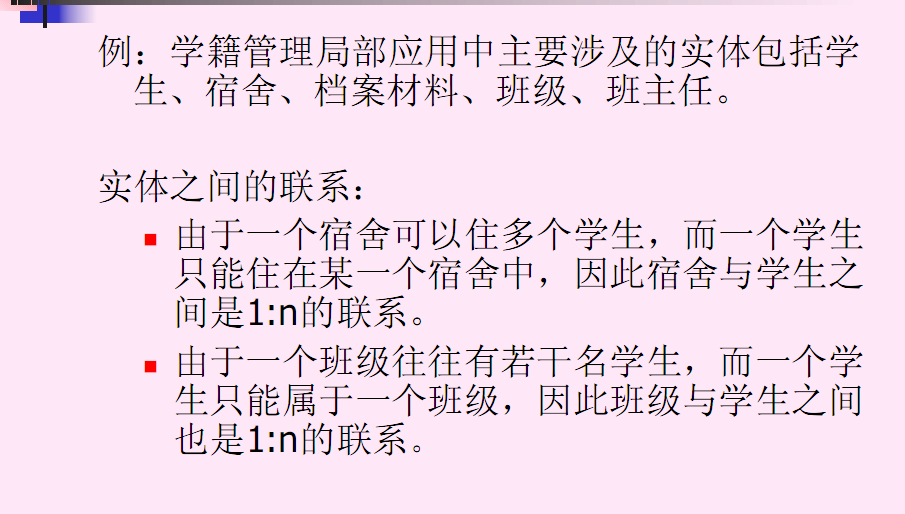 例：学籍管理局部应用中主要涉及的实体包括学
生、宿舍、档案材料、班级、班主任。
实体之间的联系：
由于一个宿舍可以住多个学生，而一个学生
只能住在某一个宿舍中，因此宿舍与学生之
间是1:n的联系。
由于一个班级往往有若干名学生，而一个学
生只能属于一个班级，因此班级与学生之间
也是1:n的联系。